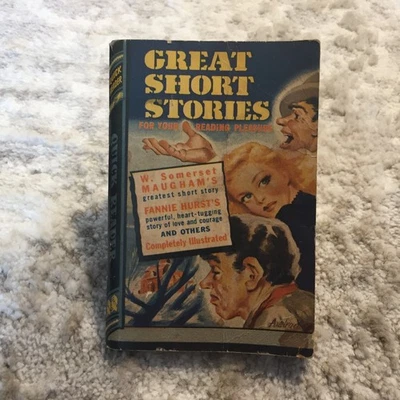 GREAT
SHORT
STORIES
FOR YOUR READING PLEASURE
W. Somerset
MAUGHAM'S
greatest short story
FANNIE HURST'S
powerful, heart-tugging
story of love and courage
AND OTHERS
Completely Illustrated
QUICK